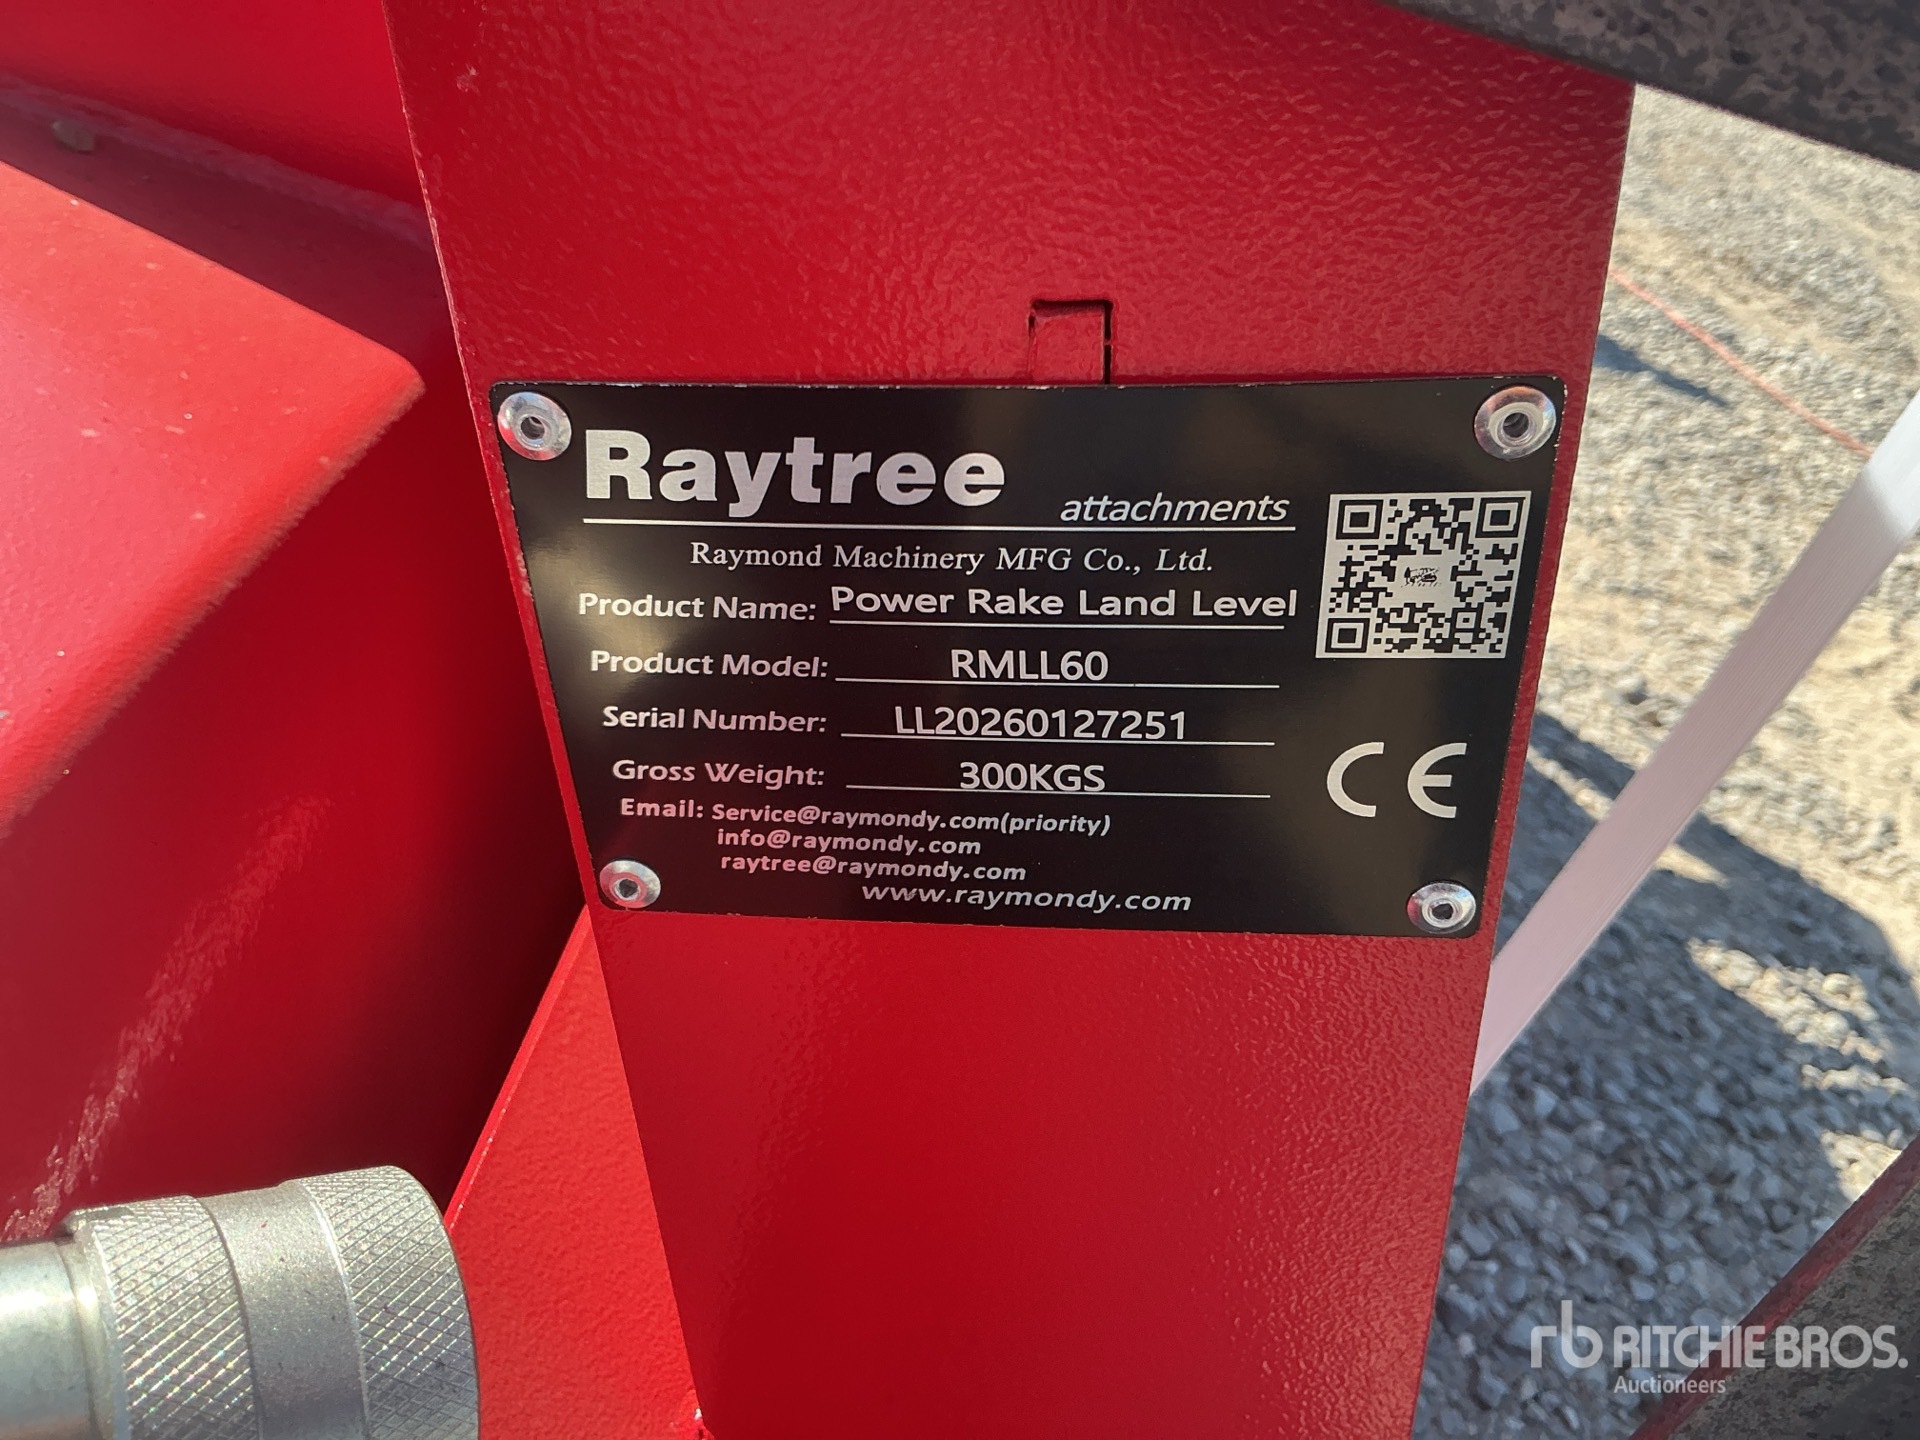 Raytree attachments
Raymond Machinery MFG Co., Ltd.
Product Name: Power Rake Land Level
Product Model: RMLL60
Serial Number: LL20260127251
Gross Weight: 300KGS
Email: Service@raymondy.com(priority)
info@raymondy.com
raytree@raymondy.com
www.raymondy.com
CE
rb RITCHIE BROS.
Auctioneers